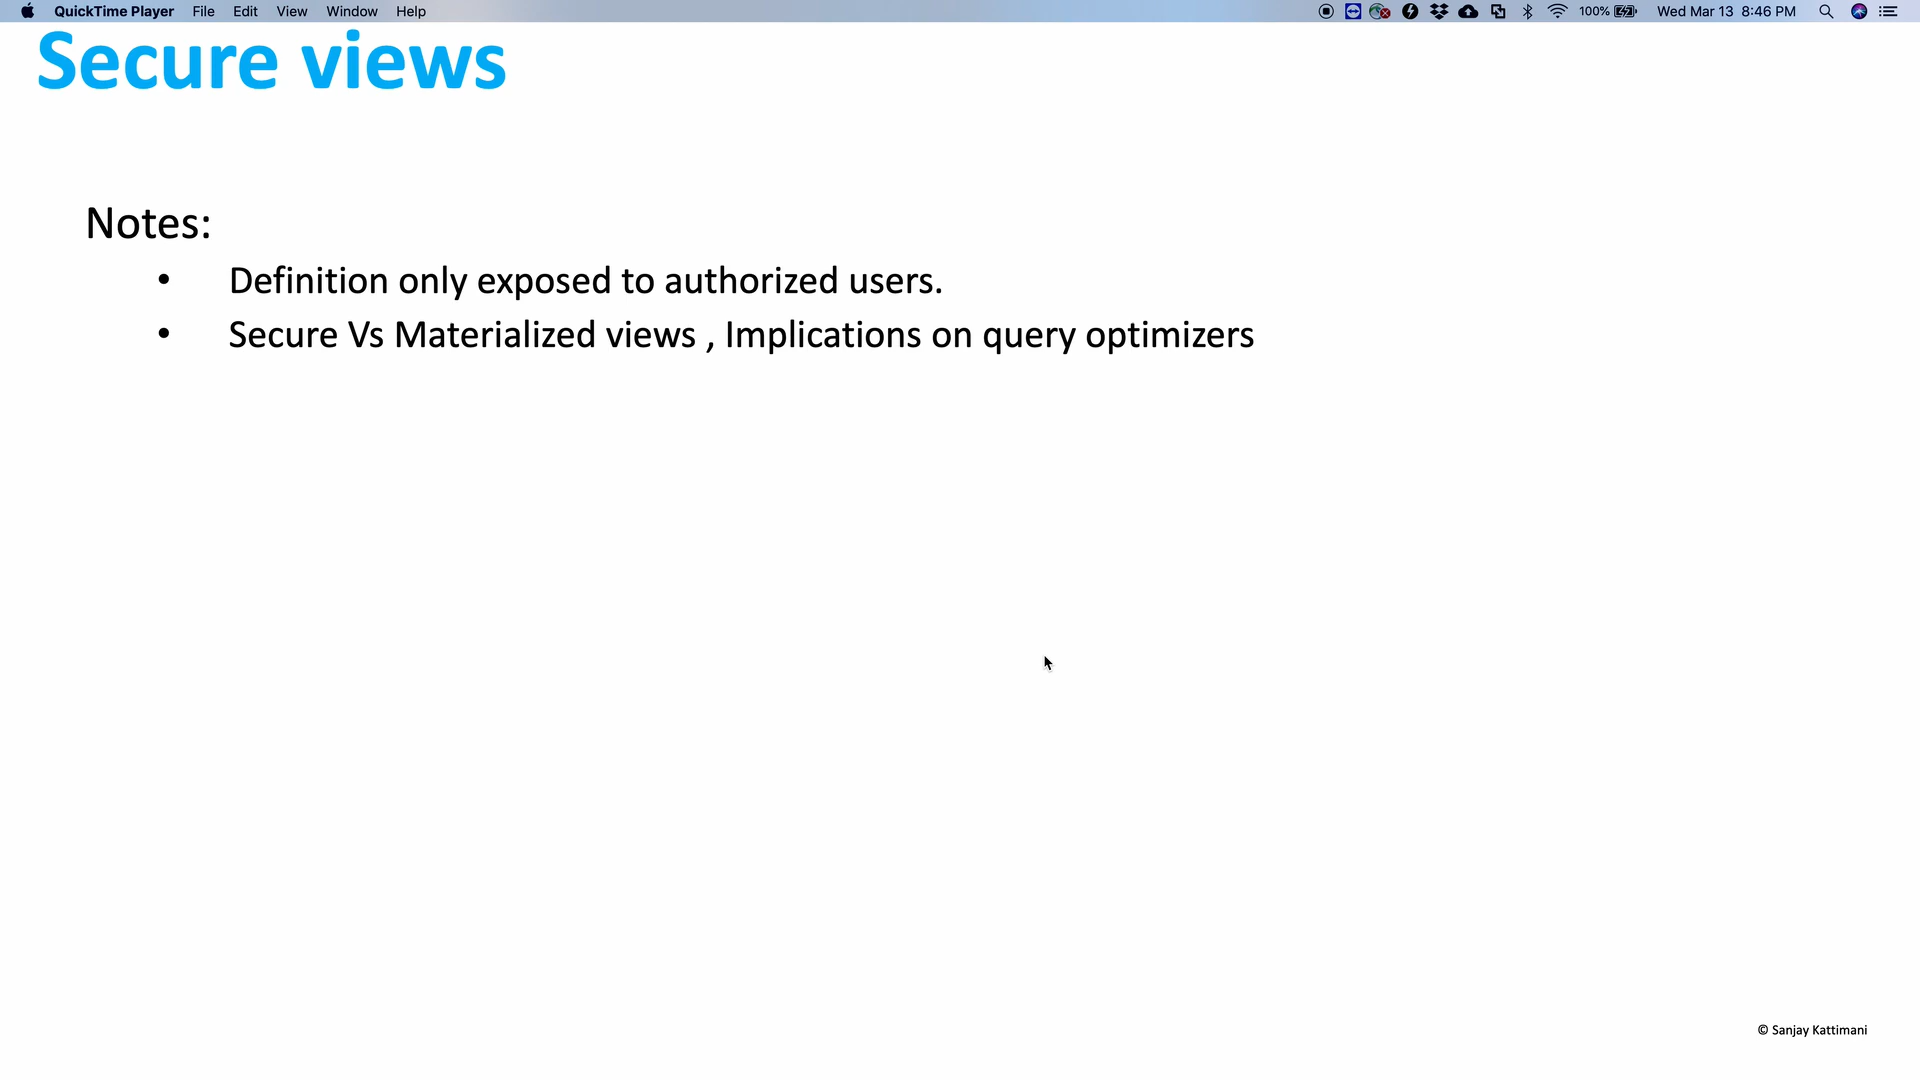 QuickTime Player File Edit View Window Help 100% Wed Mar 13 8:46 PM
Secure views
Notes:
• Definition only exposed to authorized users.
• Secure Vs Materialized views , Implications on query optimizers
© Sanjay Kattimani